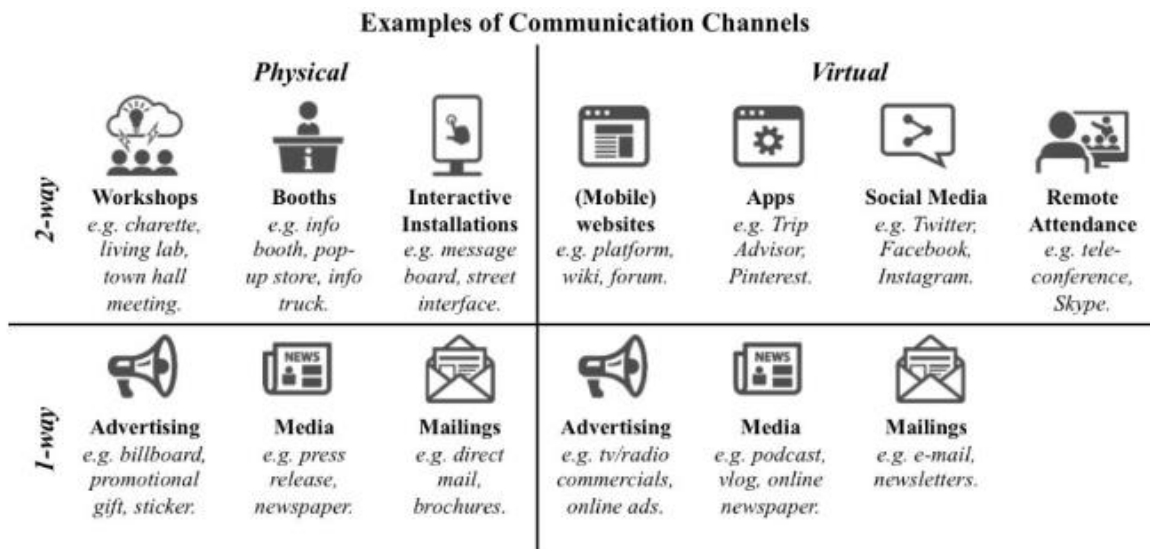 Examples of Communication Channels
Physical
Virtual
2-way
Workshops
e.g. charette,
living lab,
town hall
meeting.
i
Booths
e.g. info
booth, pop-
up store, info
truck.
Interactive
Installations
e.g. message
board, street
interface.
(Mobile)
websites
e.g. platform,
wiki, forum.
Apps
e.g. Trip
Advisor,
Pinterest.
Social Media
e.g. Twitter,
Facebook,
Instagram.
Remote
Attendance
e.g. tele-
conference,
Skype.
1-way
Advertising
e.g. billboard,
promotional
gift, sticker.
NEWS
Media
e.g. press
release,
newspaper.
Mailings
e.g. direct
mail,
brochures.
Advertising
e.g. tv/radio
commercials,
online ads.
NEWS
Media
e.g. podcast,
vlog, online
newspaper.
Mailings
e.g. e-mail,
newsletters.